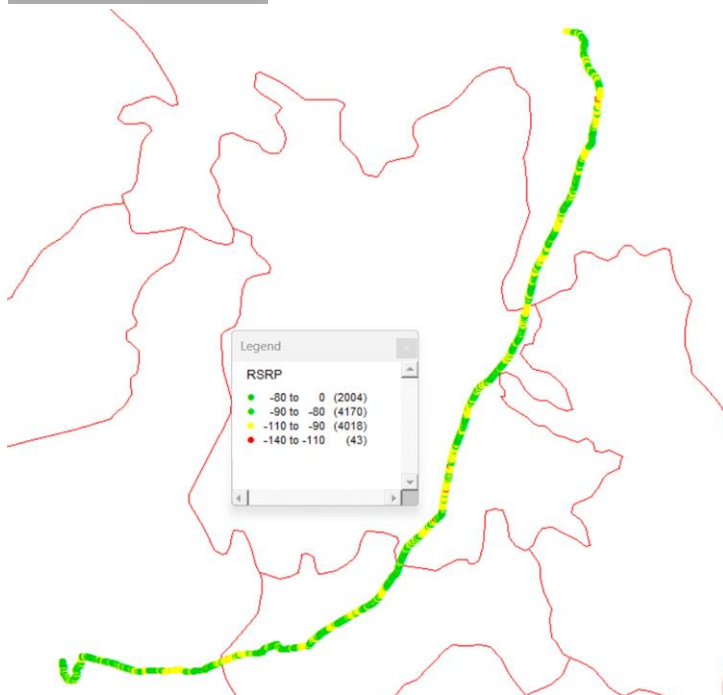 Legend
RSRP
-80 to 0 (2004)
-90 to -80 (4170)
-110 to -90 (4018)
-140 to -110 (43)